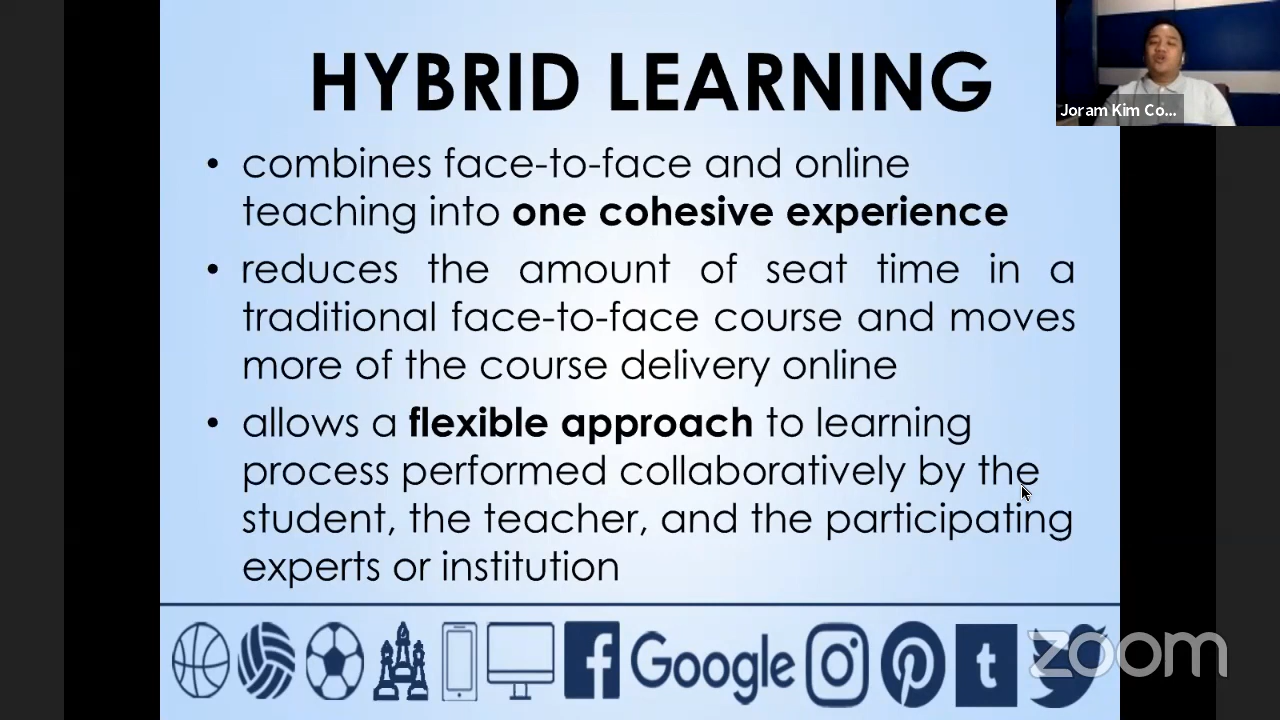 HYBRID LEARNING
Joram Kim Co...
• combines face-to-face and online
teaching into one cohesive experience
• reduces the amount of seat time in a
traditional face-to-face course and moves
more of the course delivery online
• allows a flexible approach to learning
process performed collaboratively by the
student, the teacher, and the participating
experts or institution
f
Google
t
zoom